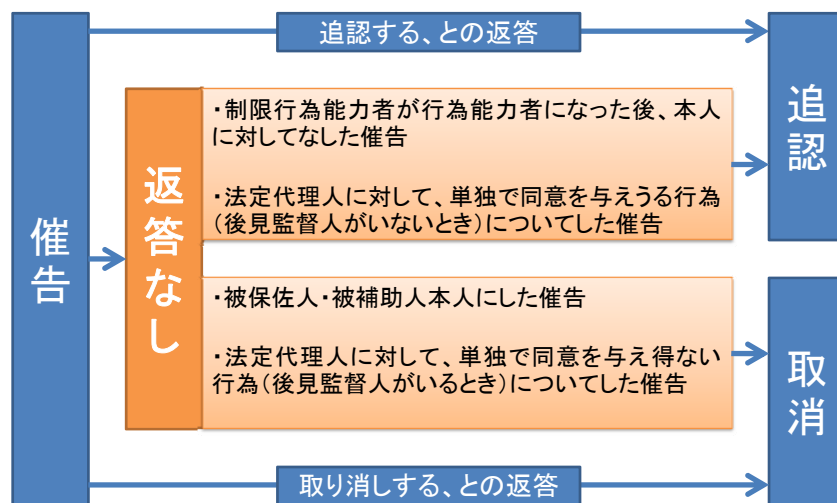 催告
追認する、との返答
返答なし
・制限行為能力者が行為能力者になった後、本人
に対してなした催告
・法定代理人に対して、単独で同意を与えうる行為
(後見監督人がいないとき)についてした催告
追認
・被保佐人・被補助人本人にした催告
・法定代理人に対して、単独で同意を与え得ない
行為(後見監督人がいるとき)についてした催告
取消
取り消しする、との返答